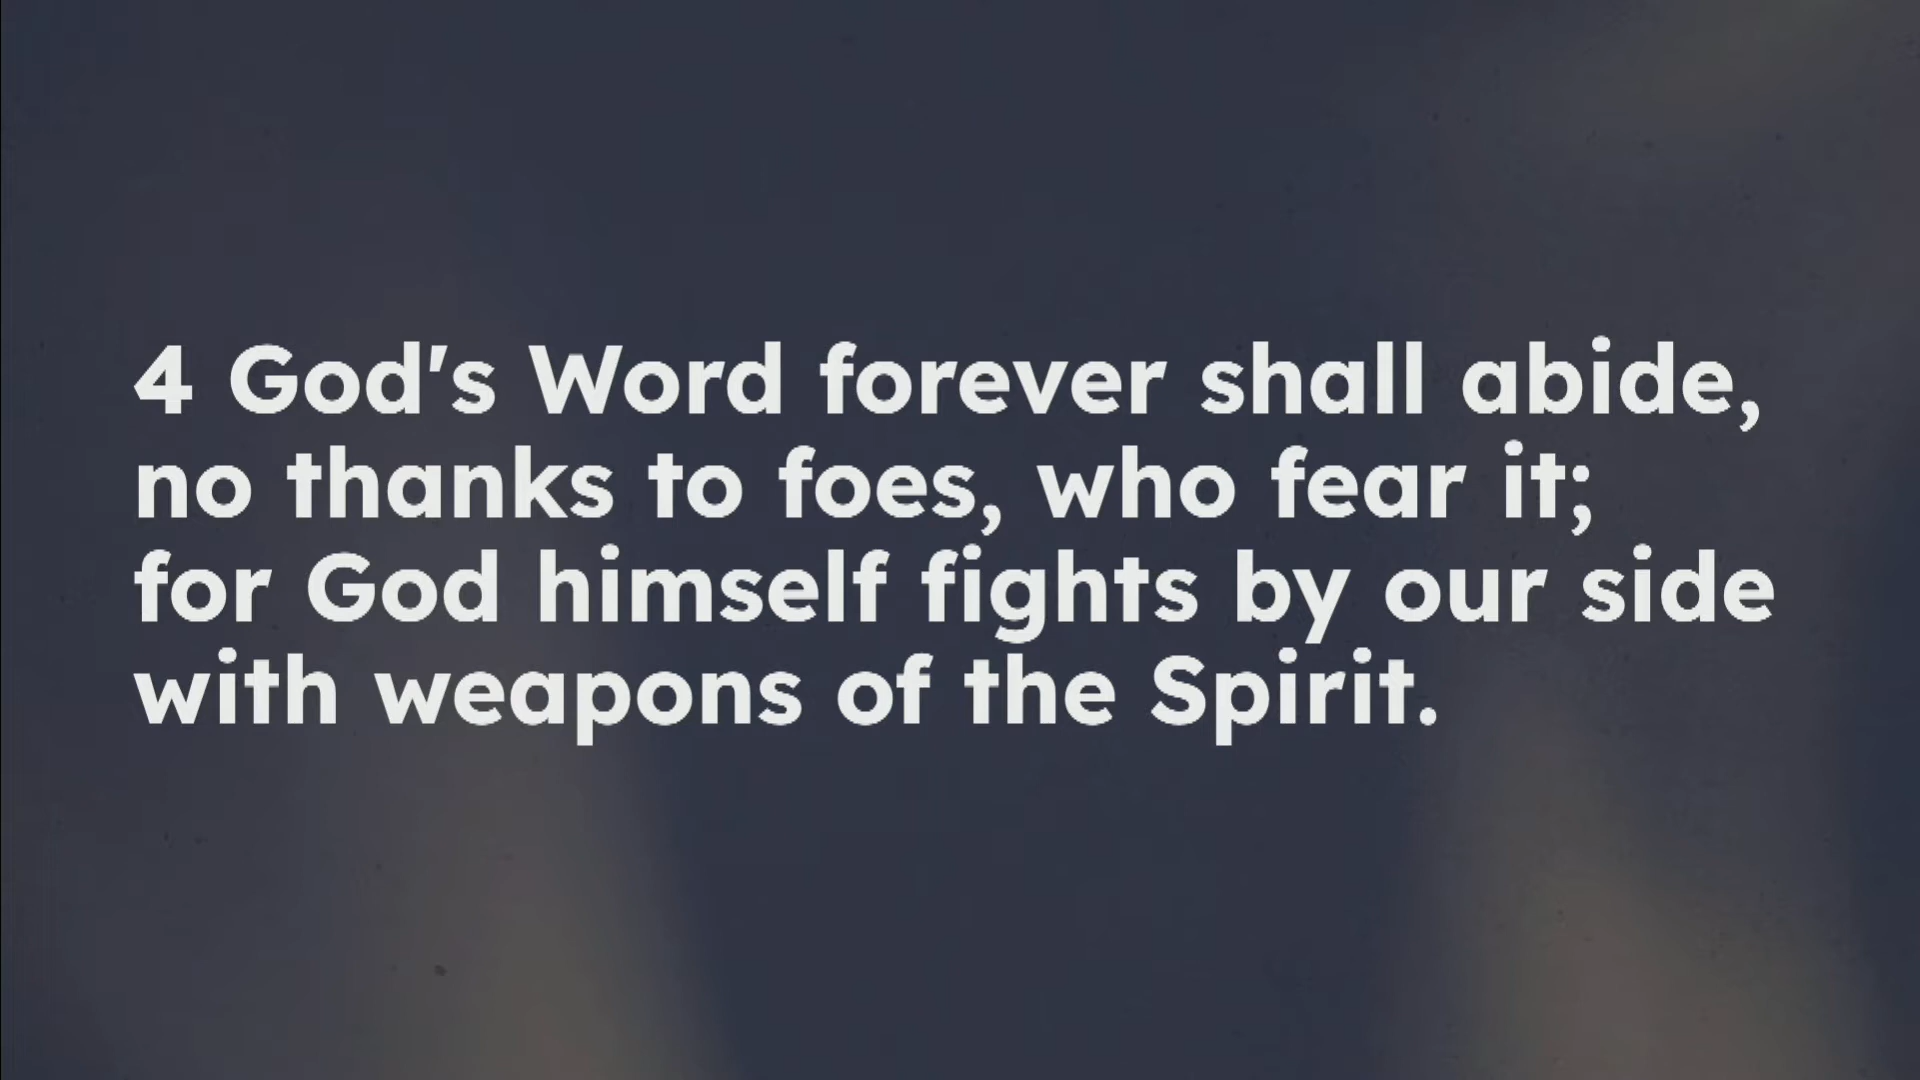 4 God's Word forever shall abide,
no thanks to foes, who fear it;
for God himself fights by our side
with weapons of the Spirit.